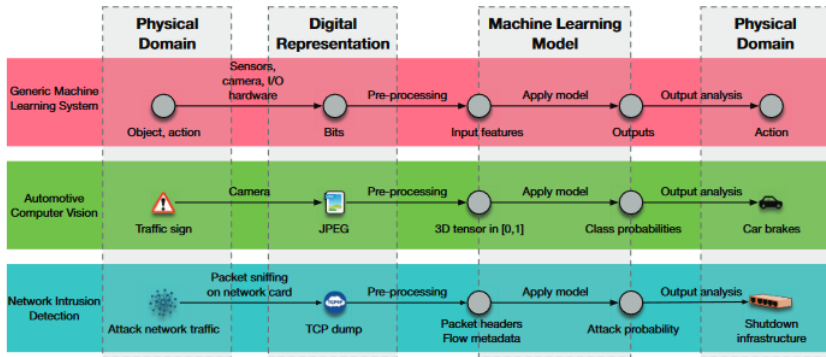 Physical
Domain
Digital
Representation
Machine Learning
Model
Physical
Domain
Generic Machine
Learning System
Sensors,
camera, I/O
hardware
Pre-processing
Apply model
Output analysis
Object, action
Bits
Input features
Outputs
Action
Automotive
Computer Vision
Camera
Pre-processing
Apply model
Output analysis
Traffic sign
JPEG
3D tensor in [0,1]
Class probabilities
Car brakes
Network Intrusion
Detection
Packet sniffing
on network card
Pre-processing
Apply model
Output analysis
Attack network traffic
TCP dump
Packet headers
Flow metadata
Attack probability
Shutdown
infrastructure